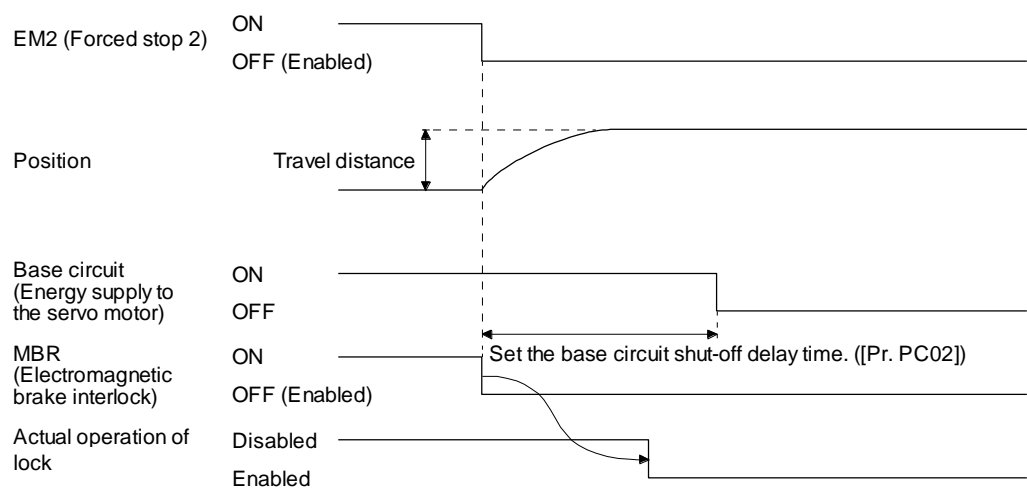 EM2 (Forced stop 2)
ON
OFF (Enabled)
Position
Travel distance
Base circuit
(Energy supply to
the servo motor)
ON
OFF
Set the base circuit shut-off delay time. ([Pr. PC02])
MBR
(Electromagnetic
brake interlock)
ON
OFF (Enabled)
Actual operation of
lock
Disabled
Enabled